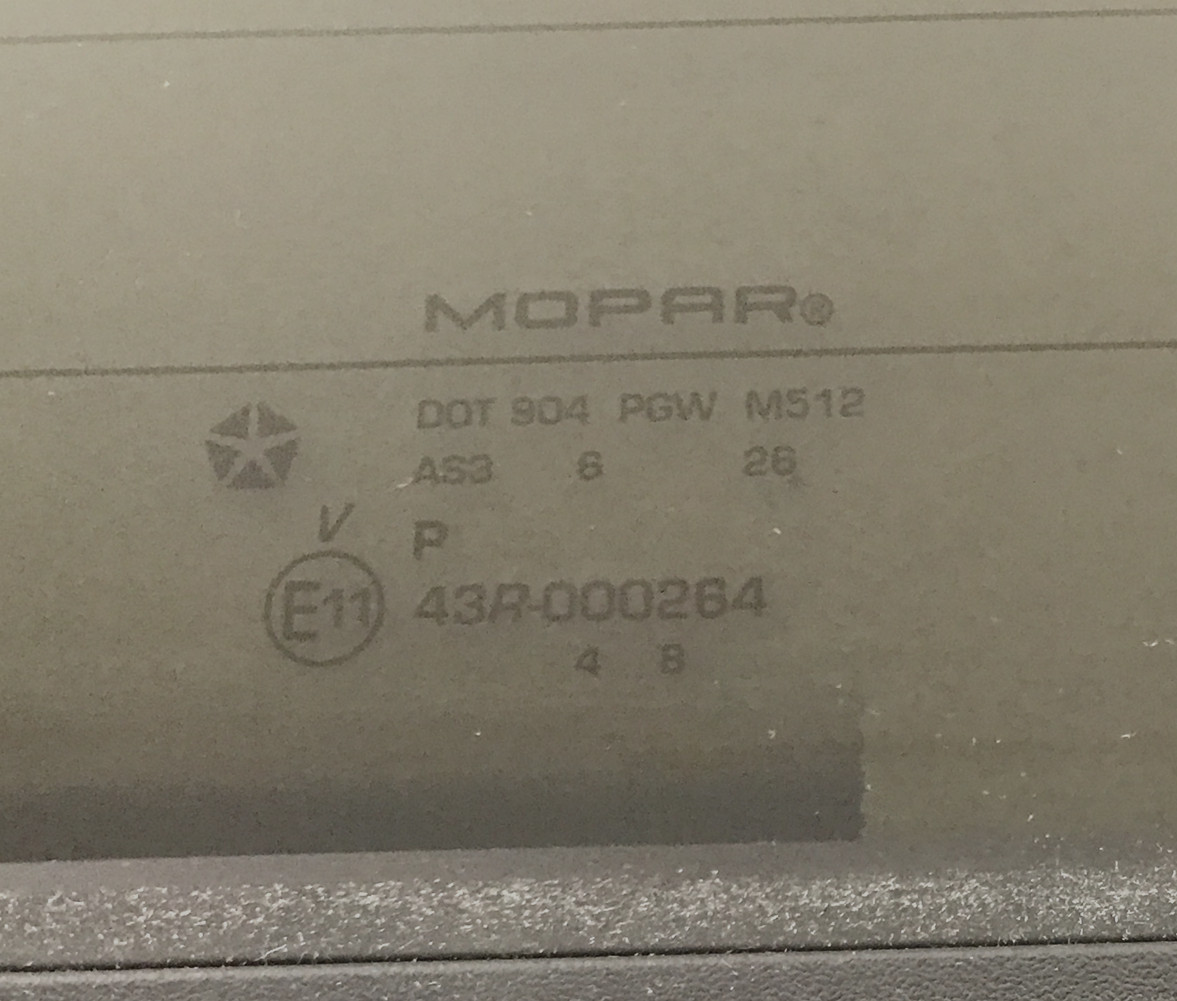 MOPAR®
DOT 904 PGW M512
AS3 6 26
V P
E11 43R-000264
4 8